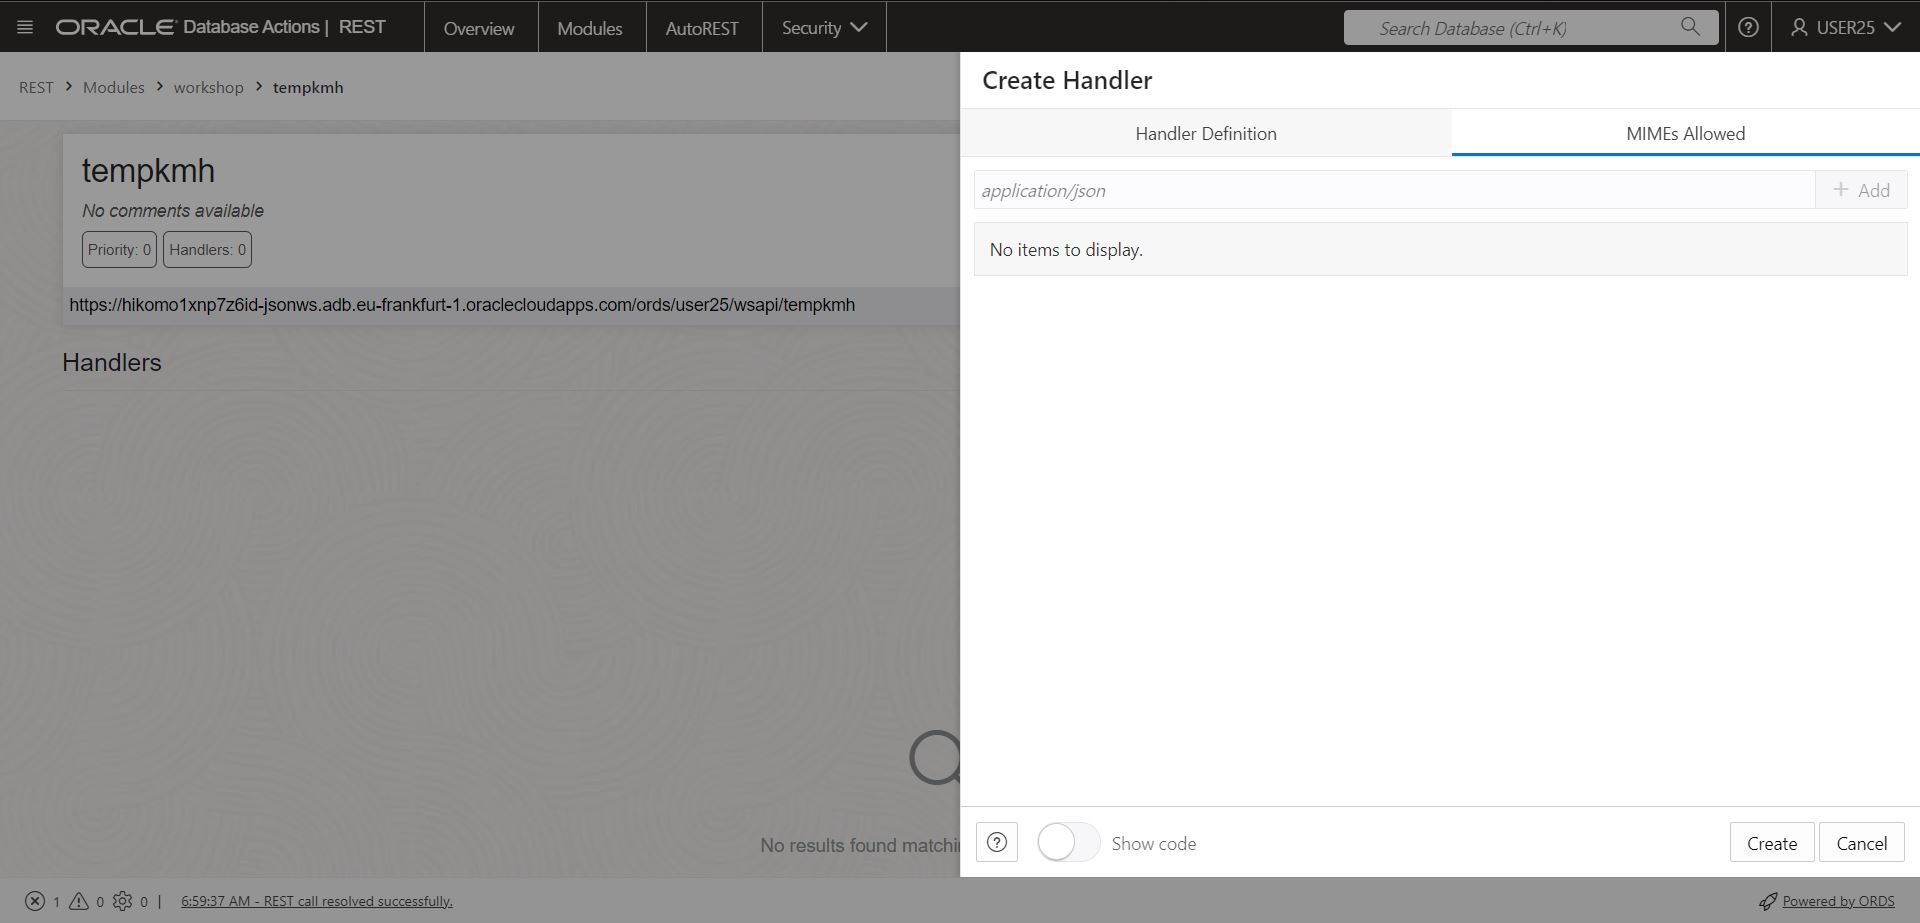 ORACLE Database Actions | REST Overview Modules AutoREST Security Search Database (Ctrl+K) USER25
REST > Modules > workshop > tempkmh
tempkmh
No comments available
Priority: 0 Handlers: 0
https://hikomo1xnp7z6id-jsonws.adb.eu-frankfurt-1.oraclecloudapps.com/ords/user25/wsapi/tempkmh
Handlers
No results found matchi
Create Handler
Handler Definition MIMEs Allowed
application/json + Add
No items to display.
Show code Create Cancel
1 0 0 | 6:59:37 AM - REST call resolved successfully. Powered by ORDS